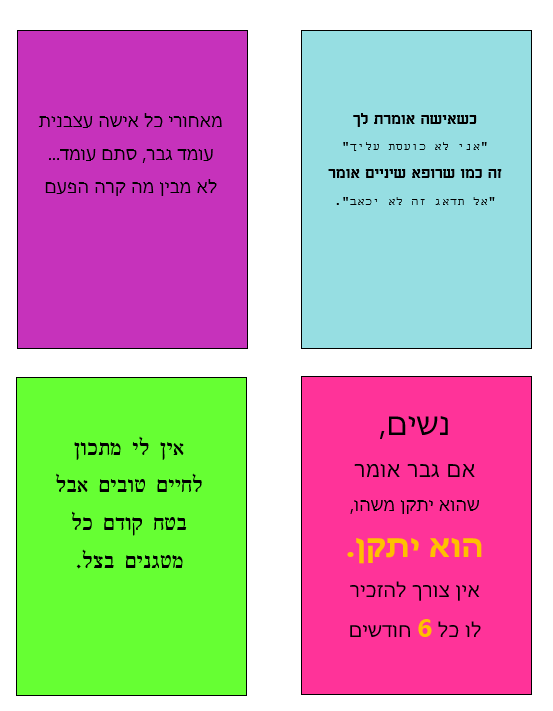 כשאישה אומרת לך
"אני לא כועסת עליך"
זה כמו שרופא שיניים אומר
"אל תדאג זה לא יכאב".
מאחורי כל אישה עצבנית
עומד גבר, סתם עומד...
לא מבין מה קרה הפעם
נשים,
אם גבר אומר
שהוא יתקן משהו,
הוא יתקן.
אין צורך להזכיר
לו כל 6 חודשים
אין לי מתכון
לחיים טובים אבל
בטח קודם כל
מטגנים בצל.